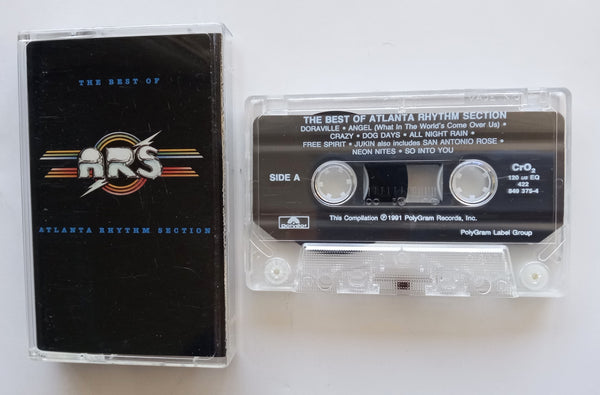 THE BEST OF
ARS
ATLANTA RHYTHM SECTION
THE BEST OF ATLANTA RHYTHM SECTION
DORAVILLE • ANGEL (What In The World's Come Over Us) •
CRAZY • DOG DAYS • ALL NIGHT RAIN •
FREE SPIRIT • JUKIN also includes SAN ANTONIO ROSE •
NEON NITES • SO INTO YOU
SIDE A
CrO2
120 uS EQ
422
849 375-4
Polydor
This Compilation ℗1991 PolyGram Records, Inc.
PolyGram Label Group